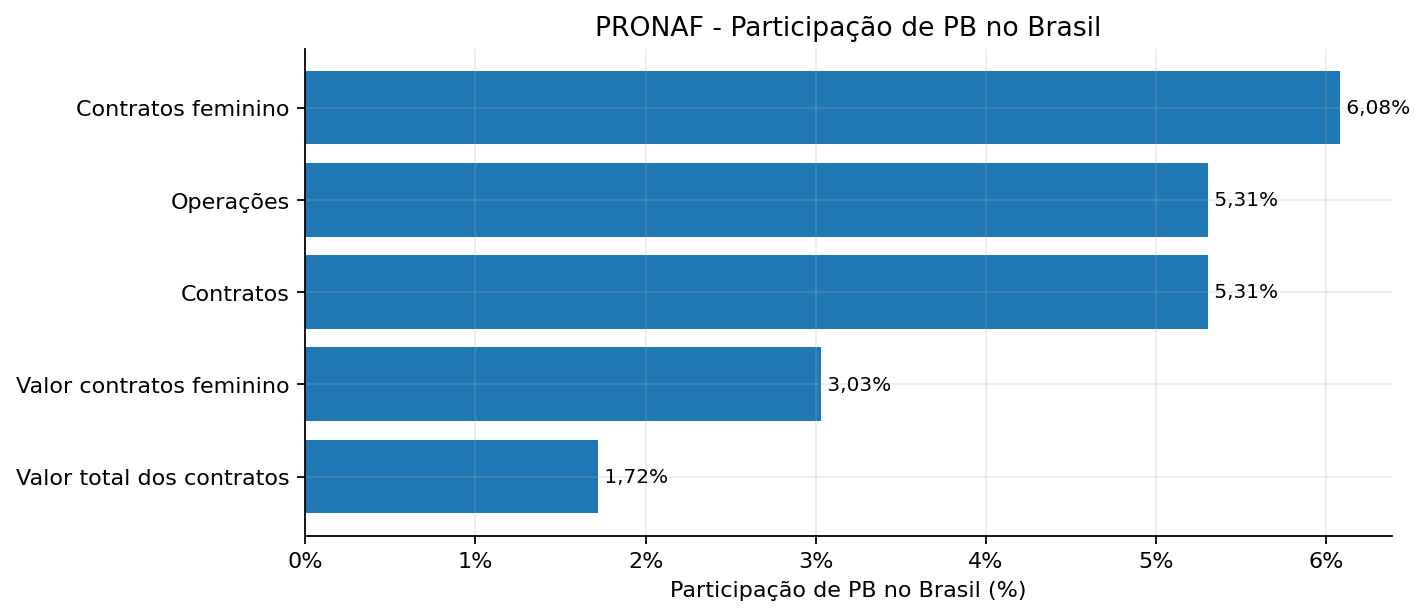 PRONAF - Participação de PB no Brasil
Contratos feminino
6,08%
Operações
5,31%
Contratos
5,31%
Valor contratos feminino
3,03%
Valor total dos contratos
1,72%
0%
1%
2%
3%
4%
5%
6%
Participação de PB no Brasil (%)